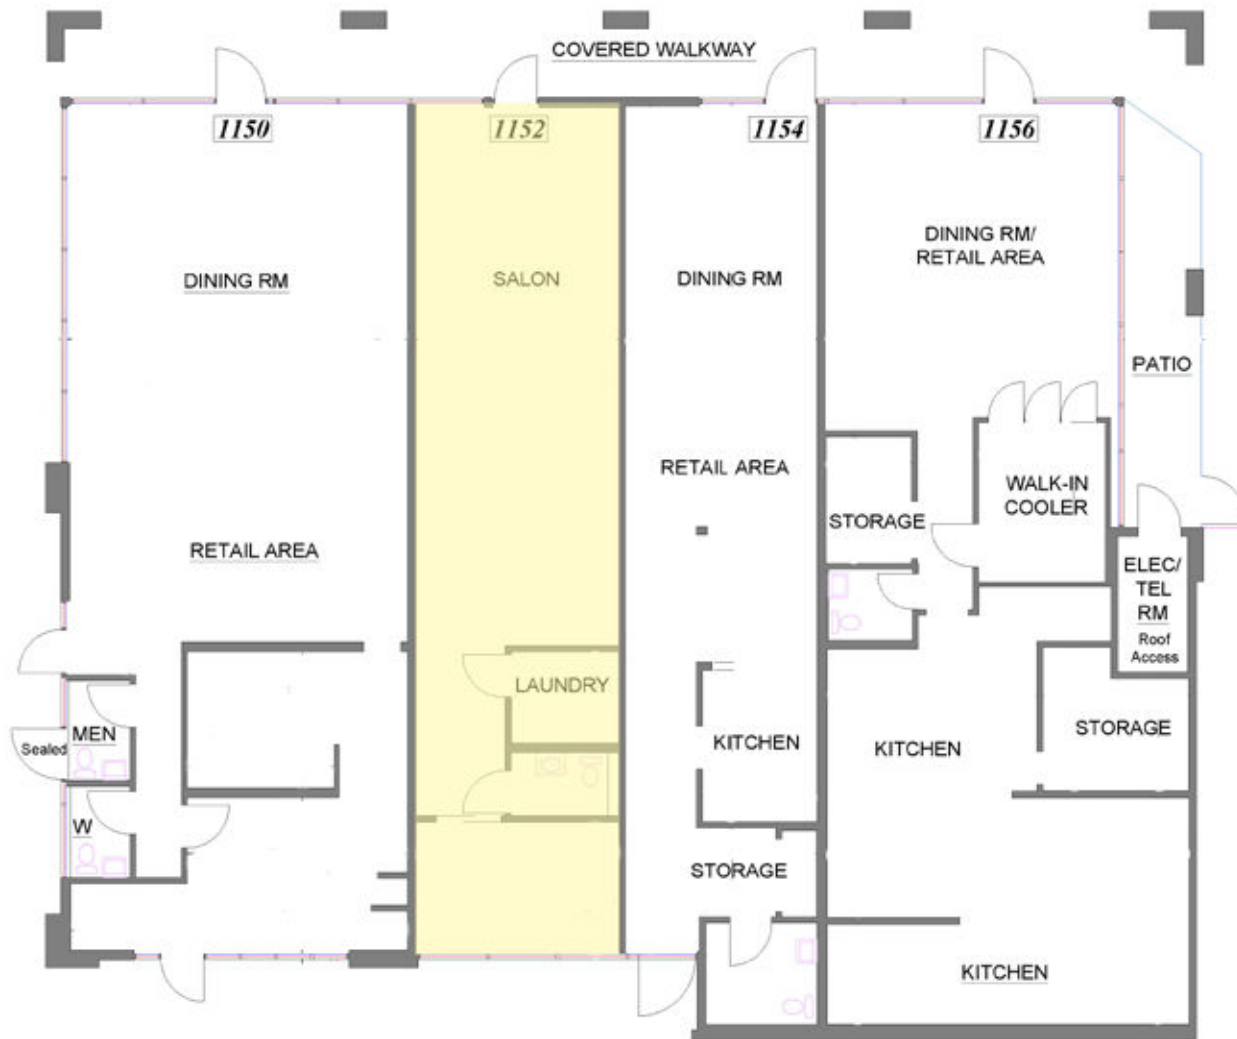 COVERED WALKWAY
1150
1152
1154
1156
DINING RM
SALON
DINING RM
DINING RM/
RETAIL AREA
PATIO
RETAIL AREA
RETAIL AREA
STORAGE
WALK-IN
COOLER
ELEC/
TEL
RM
Roof
Access
LAUNDRY
MEN
Sealed
KITCHEN
KITCHEN
STORAGE
W
STORAGE
KITCHEN